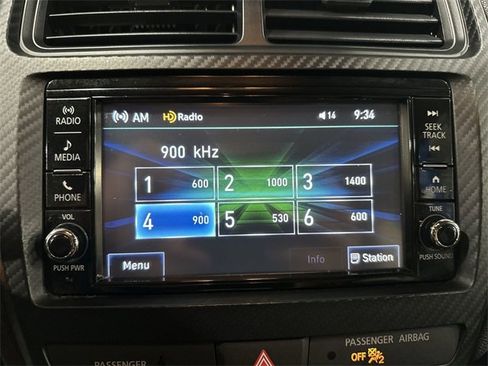 RADIO
MEDIA
PHONE
VOL
PUSH PWR
AM HD Radio 14 9:34
900 kHz
1 600 2 1000 3 1400
4 900 5 530 6 600
Menu Info Station
SEEK
TRACK
HOME
TUNE
PUSH SOUND
PASSENGER
PASSENGER AIRBAG
OFF 2